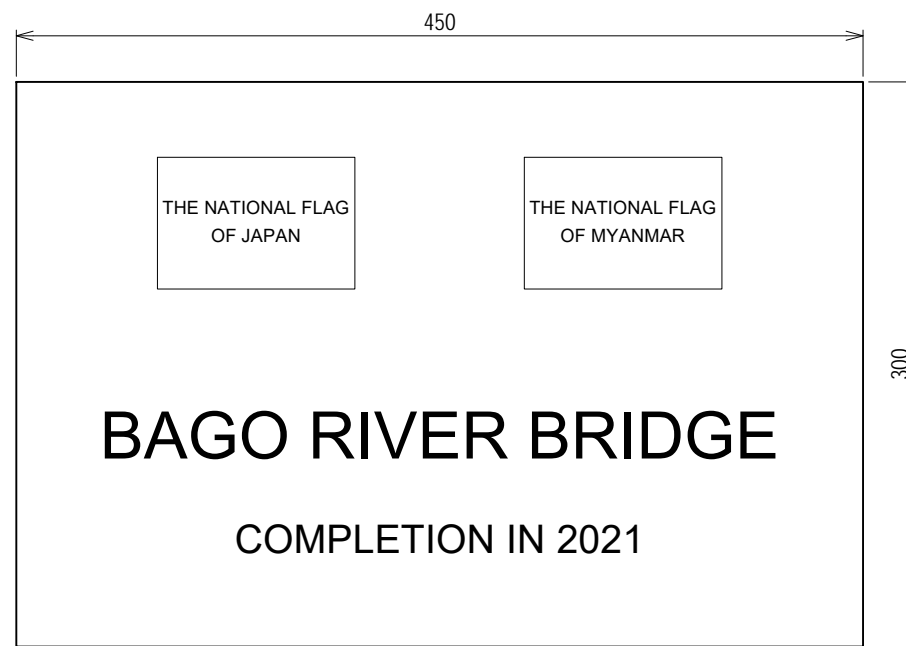 450
THE NATIONAL FLAG
OF JAPAN
THE NATIONAL FLAG
OF MYANMAR
300
BAGO RIVER BRIDGE
COMPLETION IN 2021